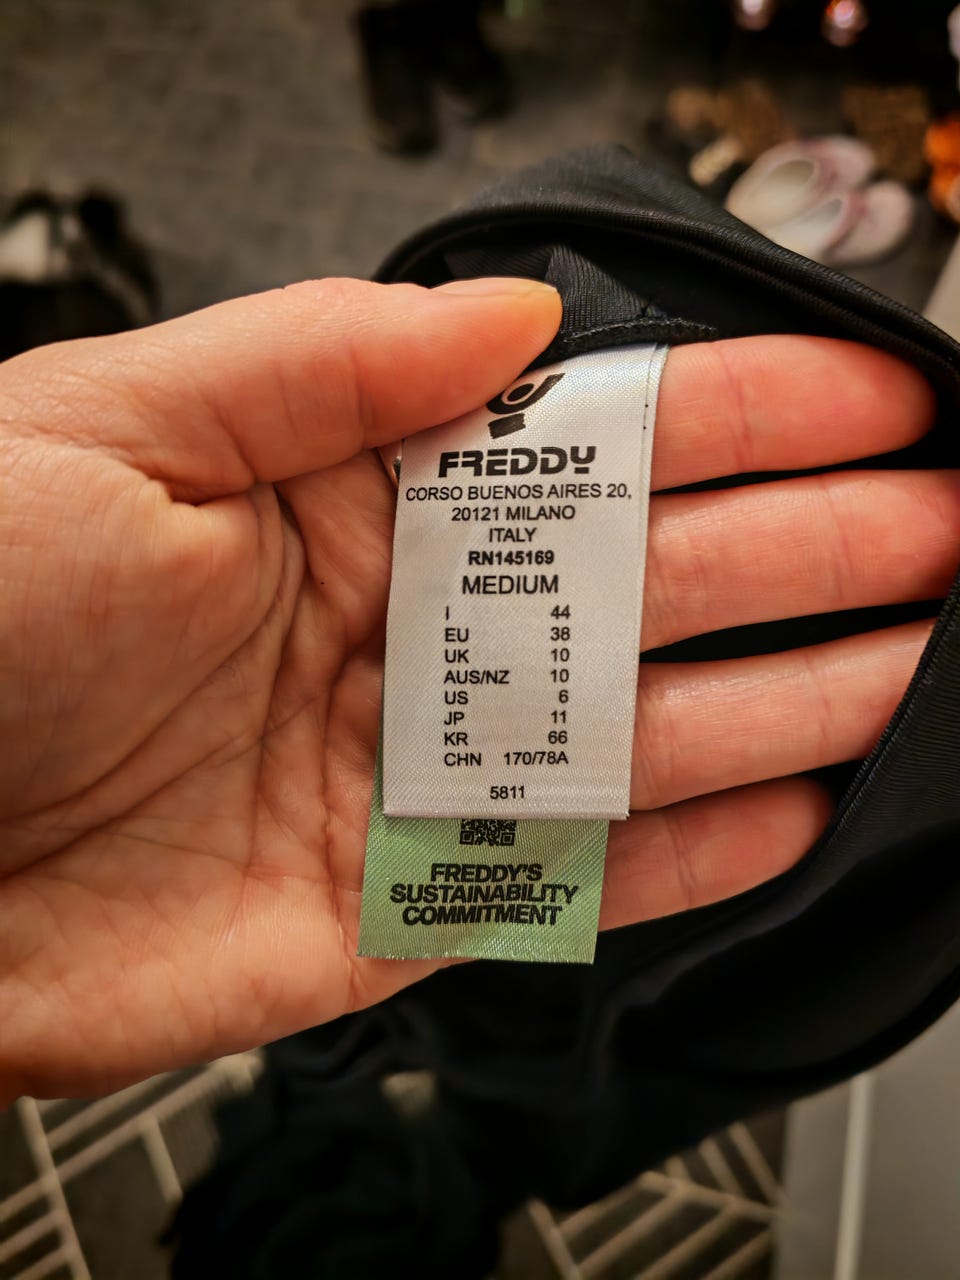 FREDDY
CORSO BUENOS AIRES 20,
20121 MILANO
ITALY
RN145169
MEDIUM
I 44
EU 38
UK 10
AUS/NZ 10
US 6
JP 11
KR 66
CHN 170/78A
5811
FREDDY'S
SUSTAINABILITY
COMMITMENT